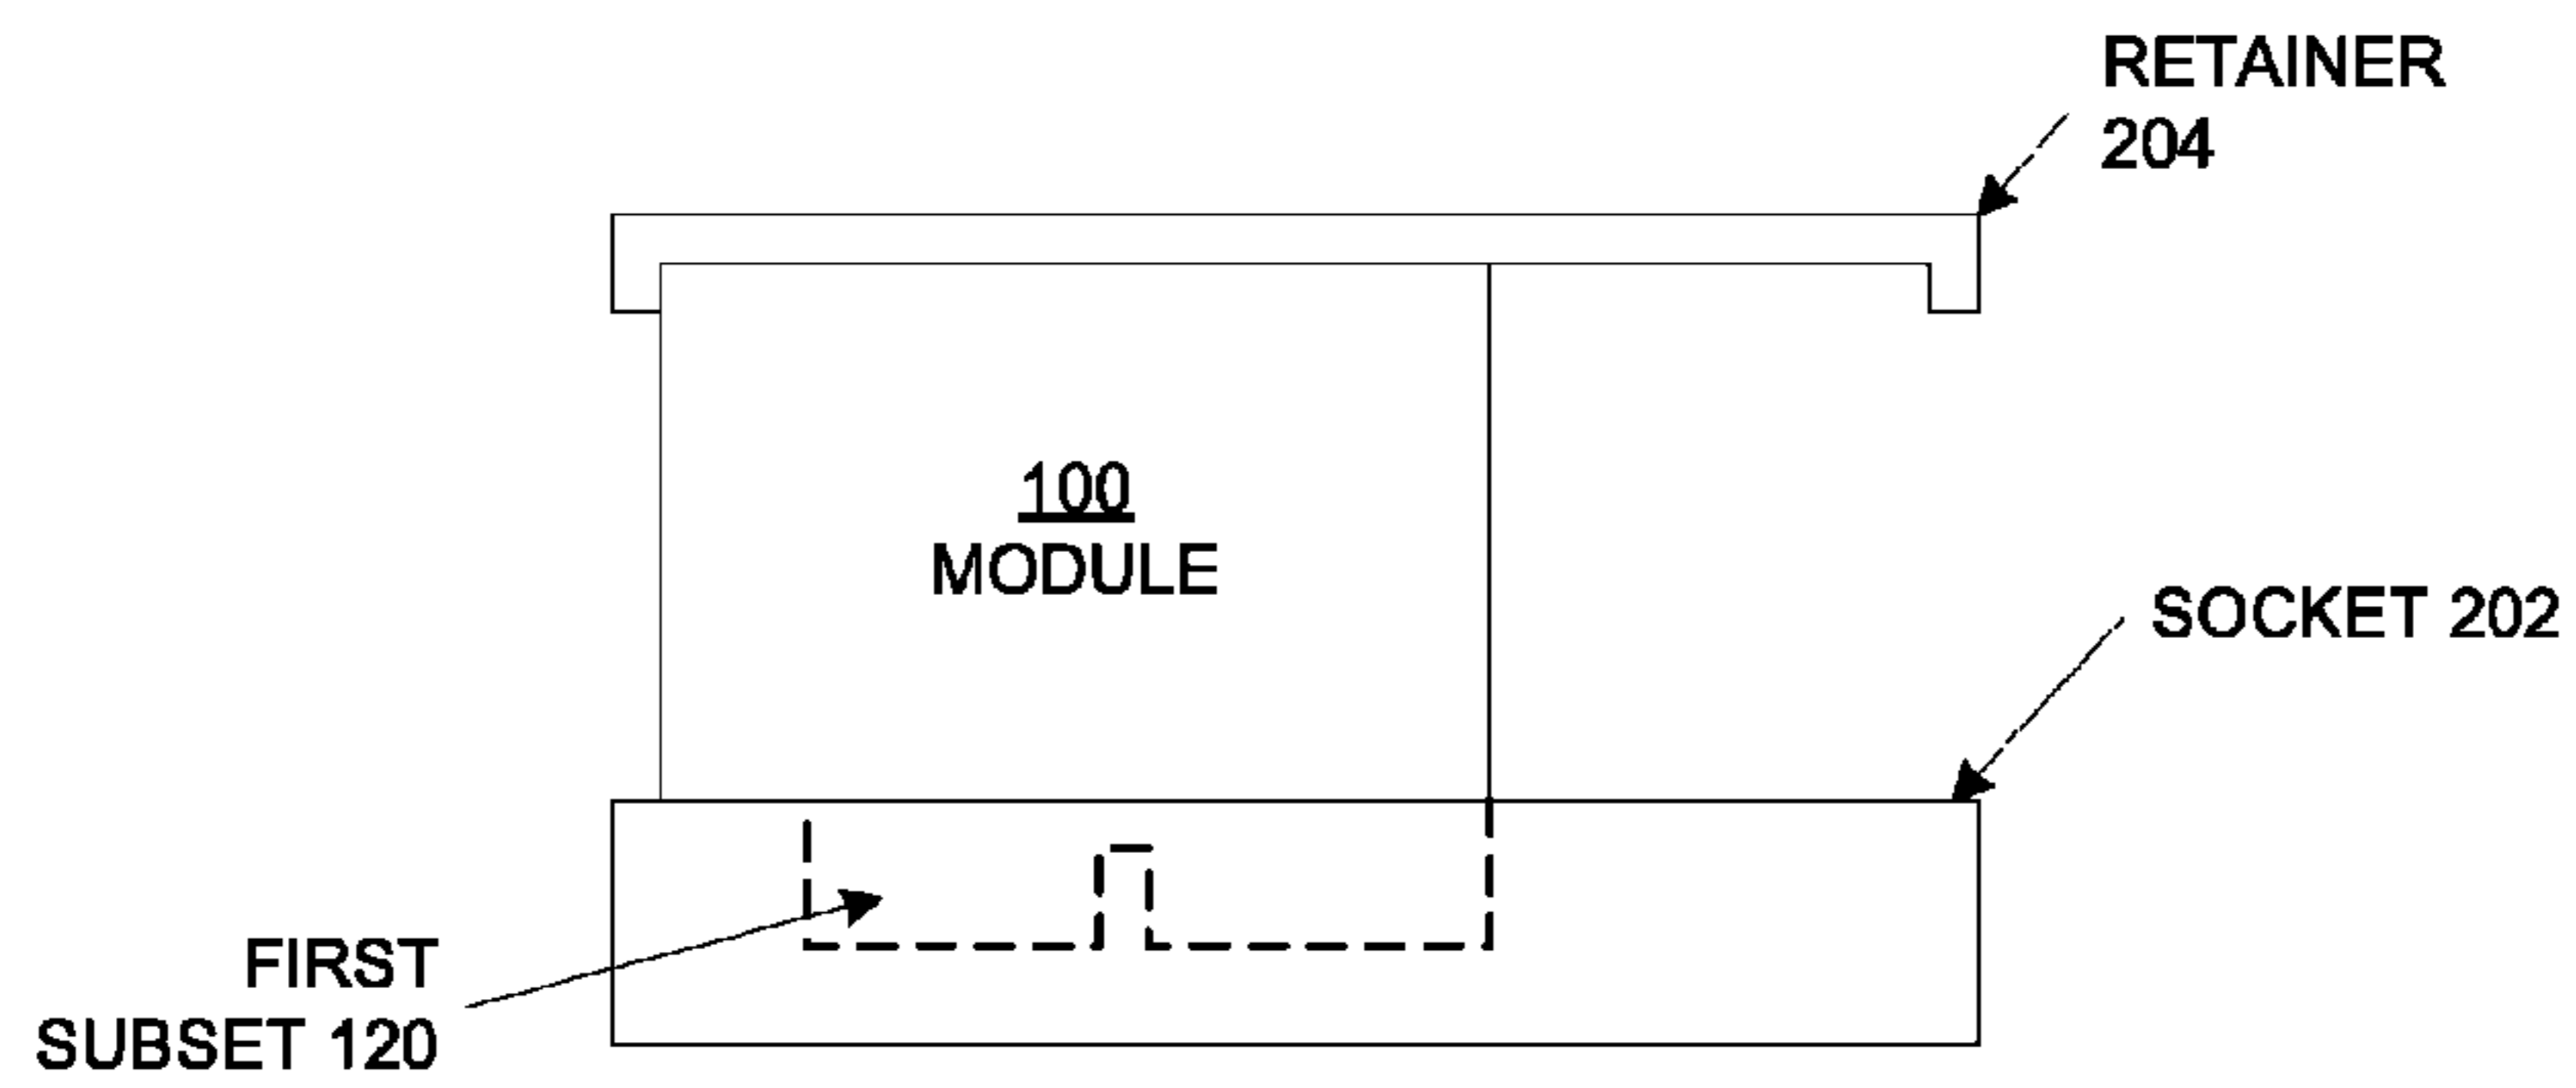 RETAINER
204
100
MODULE
SOCKET 202
FIRST
SUBSET 120